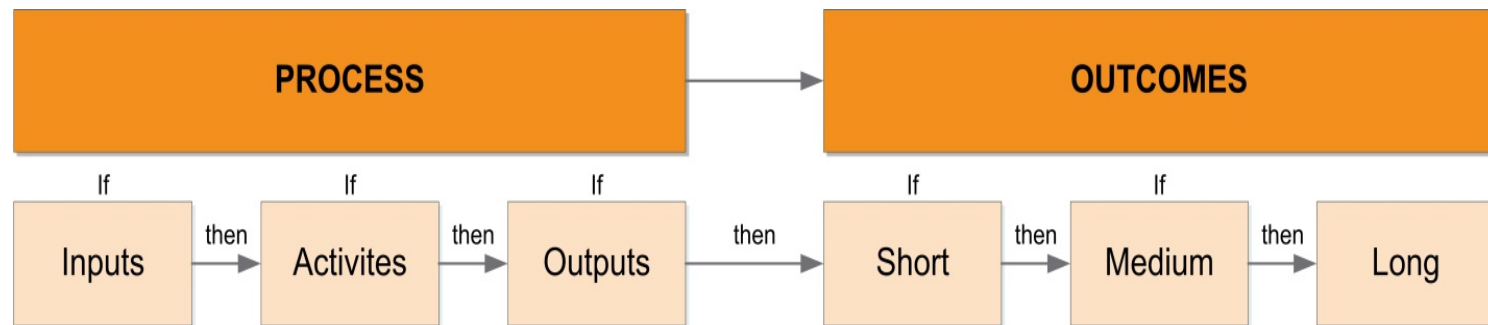 PROCESS
OUTCOMES
If If If If If
Inputs then Activites then Outputs then Short then Medium then Long